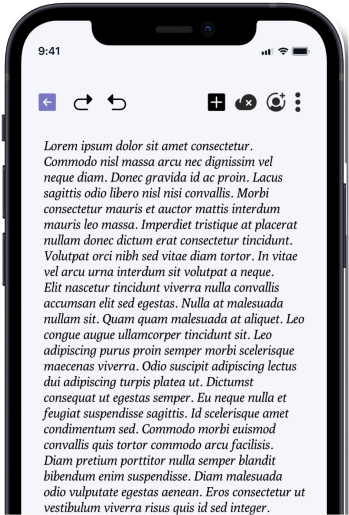 9:41
Lorem ipsum dolor sit amet consectetur.
Commodo nisl massa arcu nec dignissim vel
neque diam. Donec gravida id ac proin. Lacus
sagittis odio libero nisl nisi convallis. Morbi
consectetur mauris et auctor mattis interdum
mauris leo massa. Imperdiet tristique at placerat
nullam donec dictum erat consectetur tincidunt.
Volutpat orci nibh sed vitae diam tortor. In vitae
vel arcu urna interdum sit volutpat a neque.
Elit nascetur tincidunt viverra nulla convallis
accumsan elit sed egestas. Nulla at malesuada
nullam sit. Quam quam malesuada at aliquet. Leo
congue augue ullamcorper tincidunt sit. Leo
adipiscing purus proin semper morbi scelerisque
maecenas viverra. Odio suscipit adipiscing lectus
dui adipiscing turpis platea ut. Dictumst
consequat ut egestas semper. Eu neque nulla et
feugiat suspendisse sagittis. Id scelerisque amet
condimentum sed. Commodo morbi euismod
convallis quis tortor commodo arcu facilisis.
Diam pretium porttitor nulla semper blandit
bibendum enim suspendisse. Diam malesuada
odio vulputate egestas aenean. Eros consectetur ut
vestibulum viverra risus quis id sed integer.